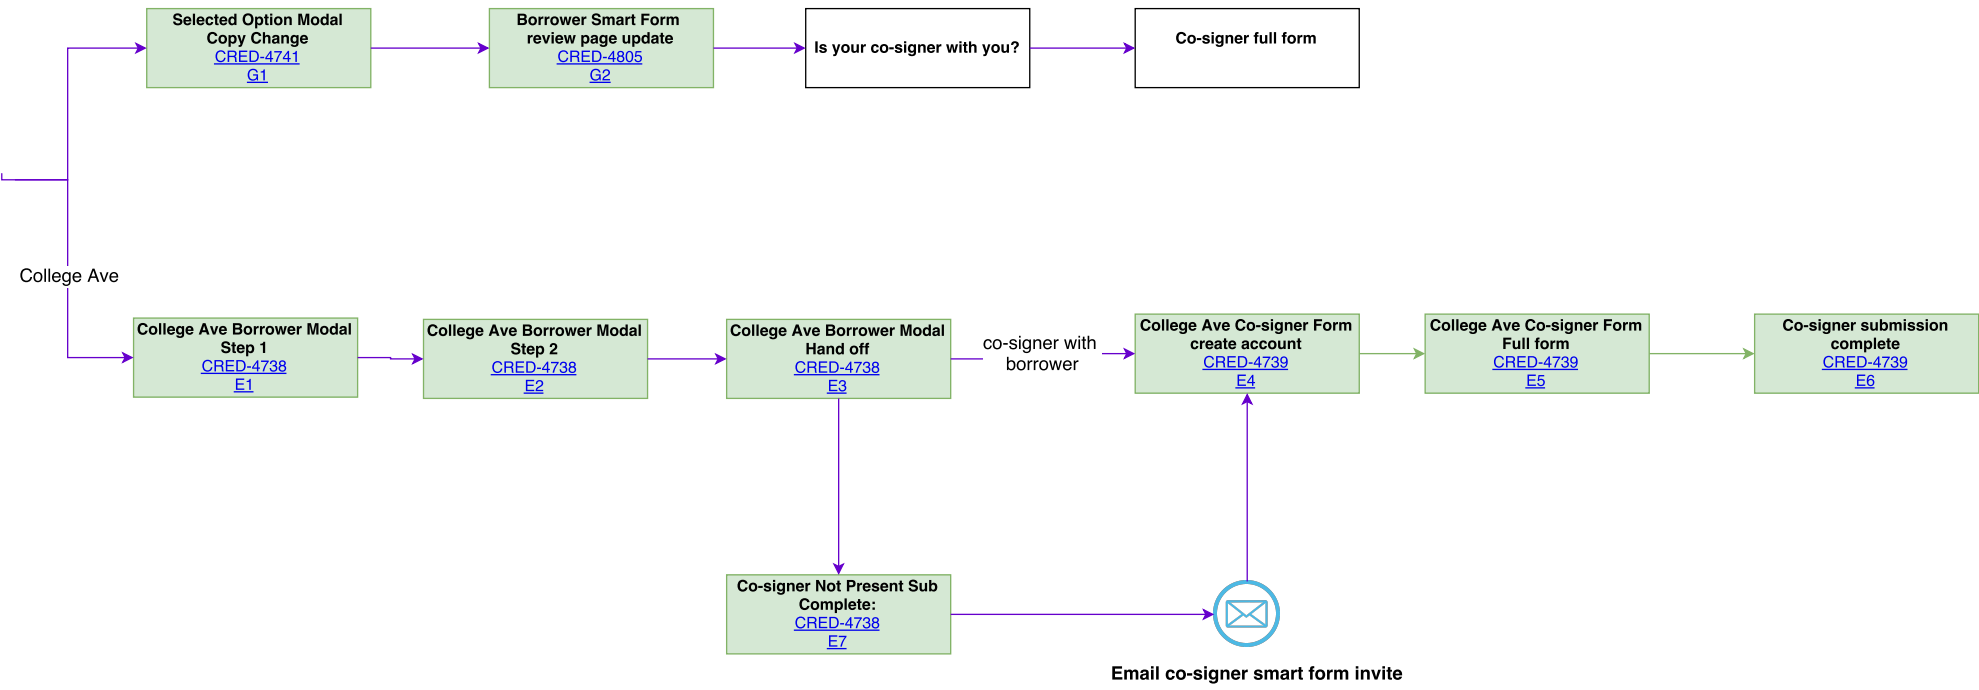 Selected Option Modal
Copy Change
CRED-4741
G1
Borrower Smart Form
review page update
CRED-4805
G2
Is your co-signer with you?
Co-signer full form
College Ave
College Ave Borrower Modal
Step 1
CRED-4738
E1
College Ave Borrower Modal
Step 2
CRED-4738
E2
College Ave Borrower Modal
Hand off
CRED-4738
E3
co-signer with
borrower
College Ave Co-signer Form
create account
CRED-4739
E4
College Ave Co-signer Form
Full form
CRED-4739
E5
Co-signer submission
complete
CRED-4739
E6
Co-signer Not Present Sub
Complete:
CRED-4738
E7
Email co-signer smart form invite